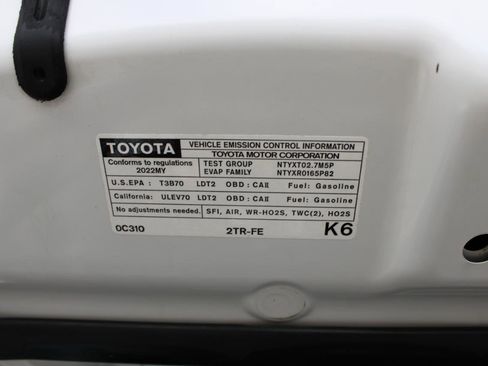 TOYOTA VEHICLE EMISSION CONTROL INFORMATION
TOYOTA MOTOR CORPORATION
Conforms to regulations TEST GROUP NTYXT02.7M5P
2022MY EVAP FAMILY NTYXR0165P82
U.S.EPA : T3B70 LDT2 OBD : CAII Fuel: Gasoline
California: ULEV70 LDT2 OBD : CAII Fuel: Gasoline
No adjustments needed. SFI, AIR, WR-HO2S, TWC(2), HO2S
0C310 2TR-FE K6